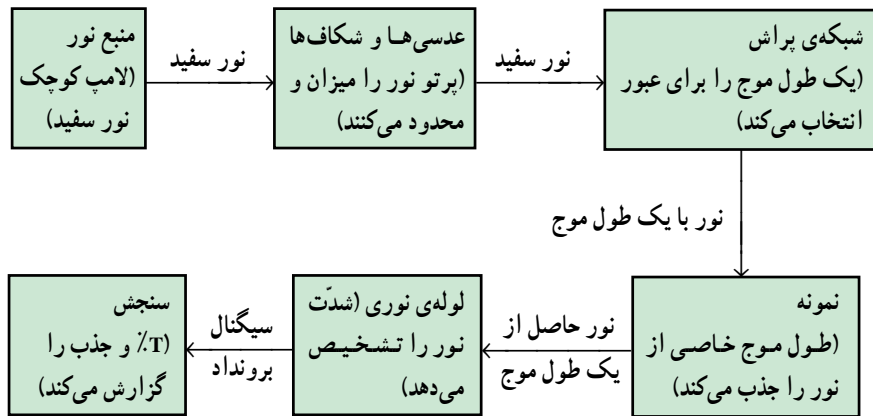 منبع نور
(لامپ کوچک
نور سفید)
نور سفید
عدسی‌ها و شکاف‌ها
(پرتو نور را میزان و
محدود می‌کنند)
نور سفید
شبکه‌ی پراش
(یک طول موج را برای عبور
انتخاب می‌کند)
نور با یک طول موج
نمونه
(طول موج خاصی از
نور را جذب می‌کند)
نور حاصل از
یک طول موج
لوله‌ی نوری (شدّت
نور را تشخیص
می‌دهد)
سیگنال
برونداد
سنجش
(T٪ و جذب را
گزارش می‌کند)